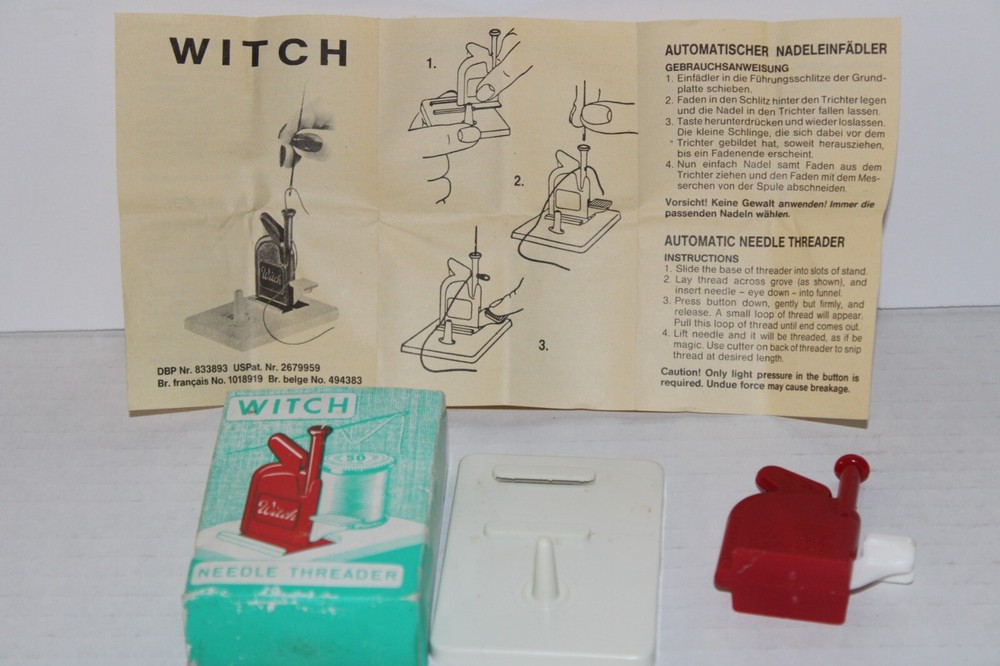 WITCH
Witch
DBP Nr. 833893 USPat. Nr. 2679959
Br. français No. 1018919 Br. belge No. 494383
1.
2.
3.
AUTOMATISCHER NADELEINFÄDLER
GEBRAUCHSANWEISUNG
1. Einfädler in die Führungsschlitze der Grund-
platte schieben.
2. Faden in den Schlitz hinter den Trichter legen
und die Nadel in den Trichter fallen lassen.
3. Taste herunterdrücken und wieder loslassen.
Die kleine Schlinge, die sich dabei vor dem
Trichter gebildet hat, soweit herausziehen,
bis ein Fadenende erscheint.
4. Nun einfach Nadel samt Faden aus dem
Trichter ziehen und den Faden mit dem Mes-
serchen von der Spule abschneiden.
Vorsicht! Keine Gewalt anwenden! Immer die
passenden Nadeln wählen.
AUTOMATIC NEEDLE THREADER
INSTRUCTIONS
1. Slide the base of threader into slots of stand.
2. Lay thread across grove (as shown), and
insert needle – eye down – into funnel.
3. Press button down, gently but firmly, and
release. A small loop of thread will appear.
Pull this loop of thread until end comes out.
4. Lift needle and it will be threaded, as if be
magic. Use cutter on back of threader to snip
thread at desired length.
Caution! Only light pressure in the button is
required. Undue force may cause breakage.
WITCH
50
Witch
NEEDLE THREADER